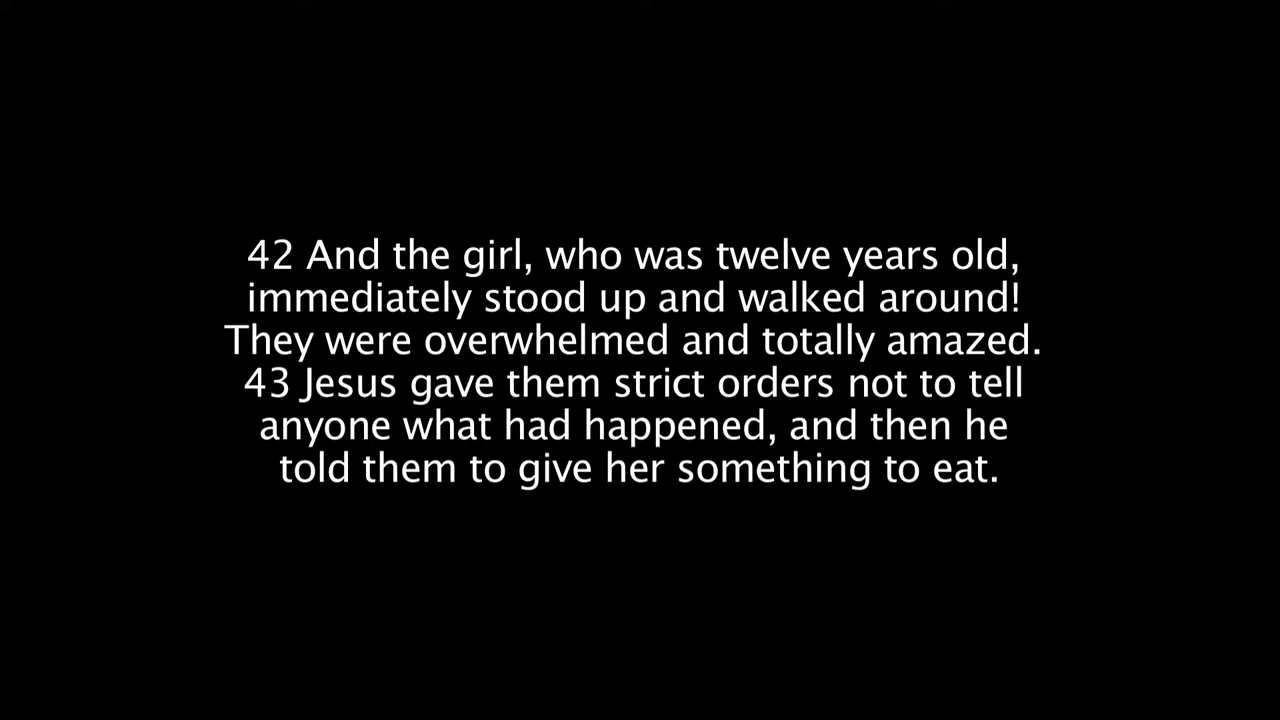 42 And the girl, who was twelve years old,
immediately stood up and walked around!
They were overwhelmed and totally amazed.
43 Jesus gave them strict orders not to tell
anyone what had happened, and then he
told them to give her something to eat.